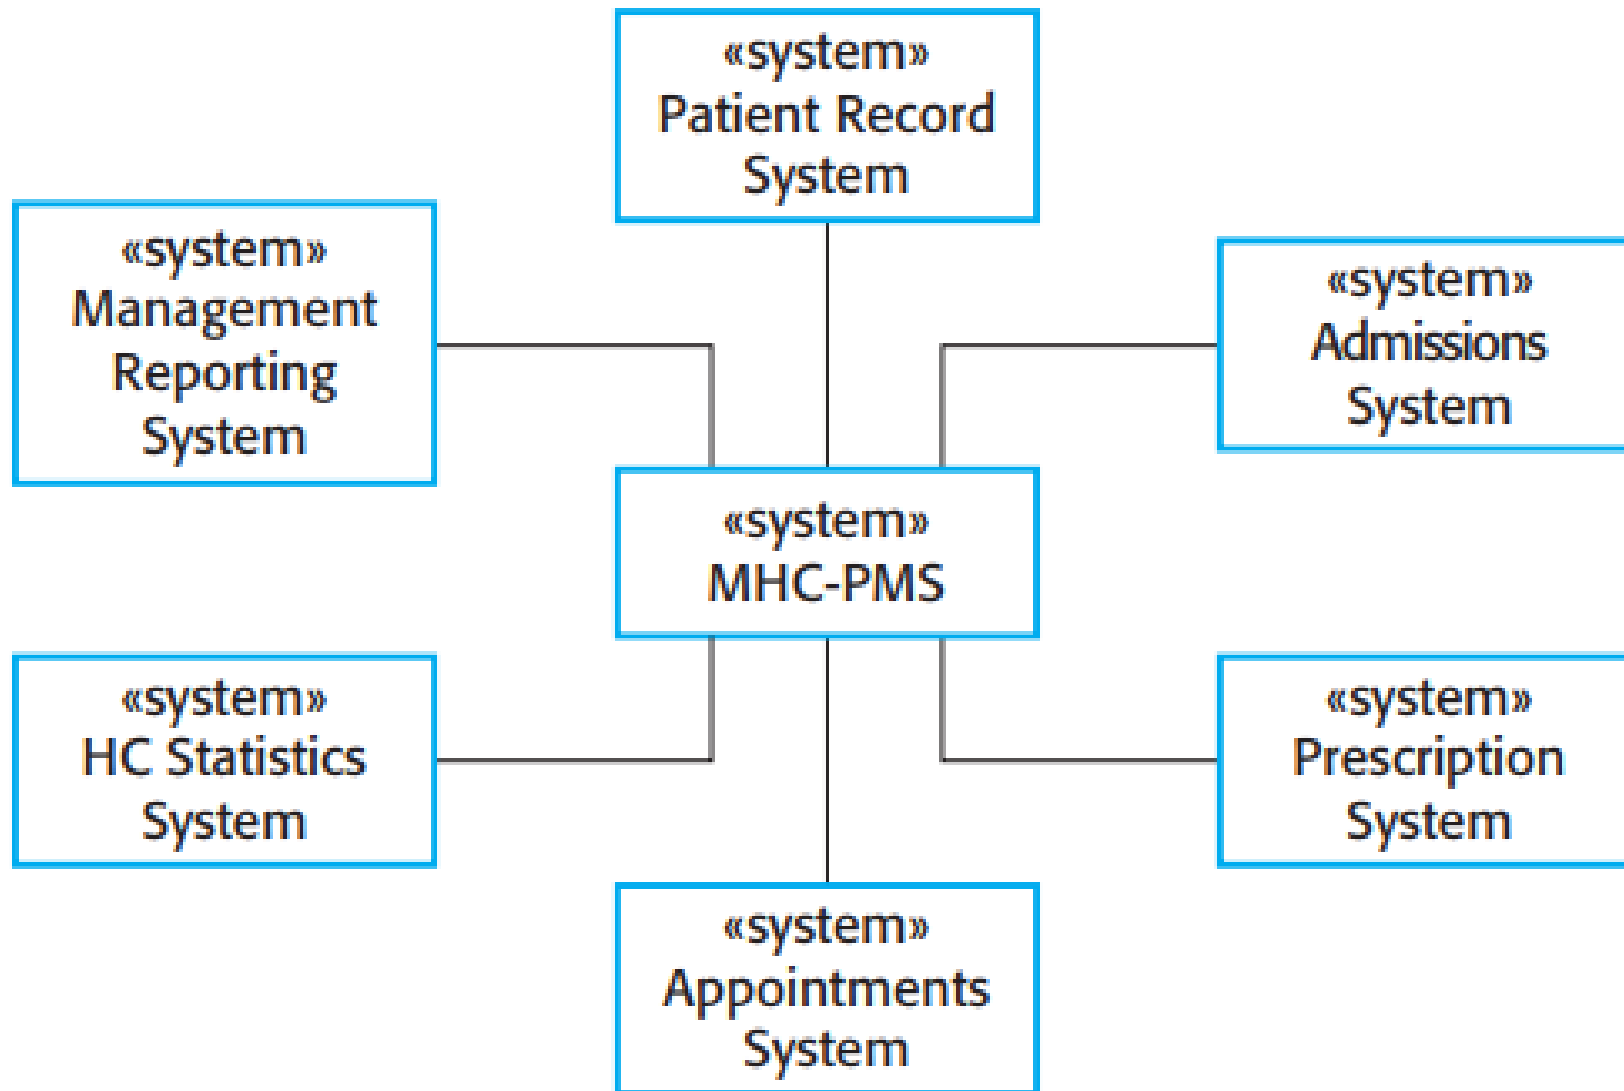 «system»
Patient Record
System
«system»
Management
Reporting
System
«system»
Admissions
System
«system»
MHC-PMS
«system»
HC Statistics
System
«system»
Prescription
System
«system»
Appointments
System